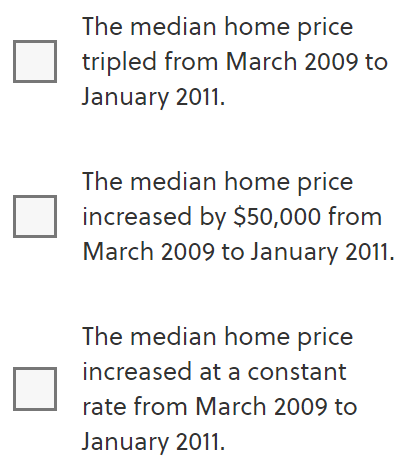 The median home price
tripled from March 2009 to
January 2011.
The median home price
increased by $50,000 from
March 2009 to January 2011.
The median home price
increased at a constant
rate from March 2009 to
January 2011.